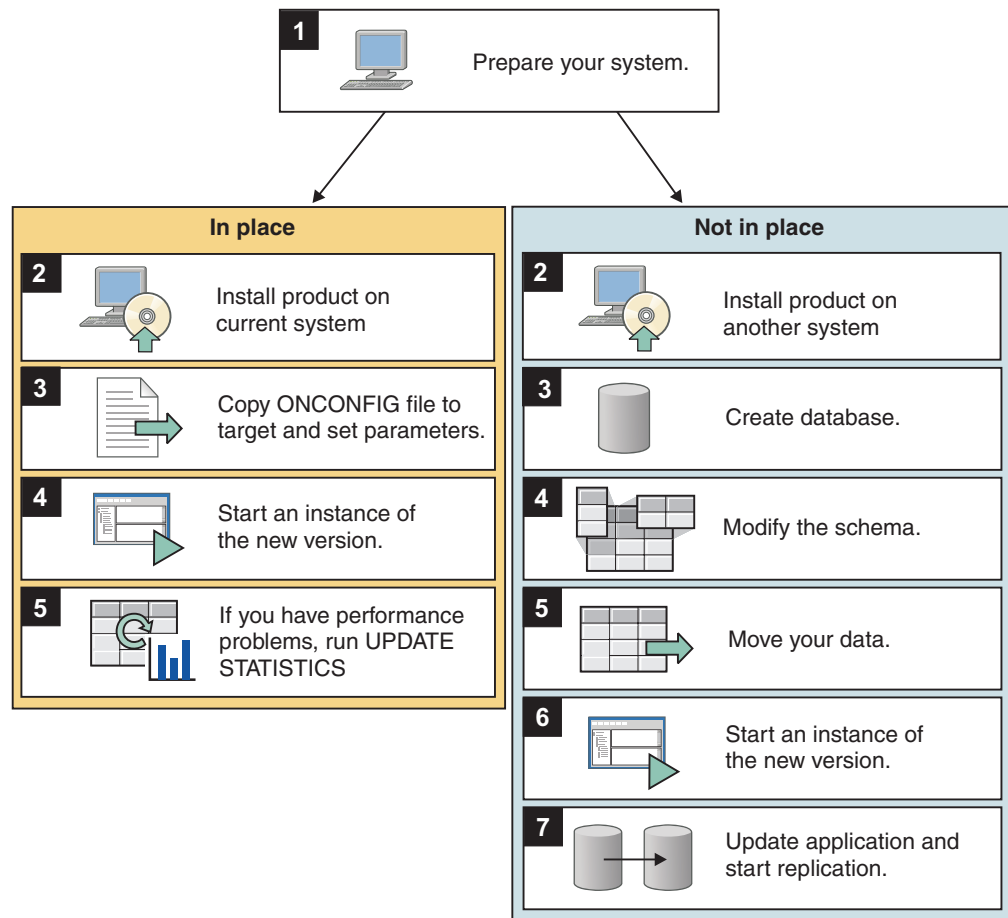 1
Prepare your system.
In place
2
Install product on
current system
3
Copy ONCONFIG file to
target and set parameters.
4
Start an instance of
the new version.
5
If you have performance
problems, run UPDATE
STATISTICS
Not in place
2
Install product on
another system
3
Create database.
4
Modify the schema.
5
Move your data.
6
Start an instance of
the new version.
7
Update application and
start replication.